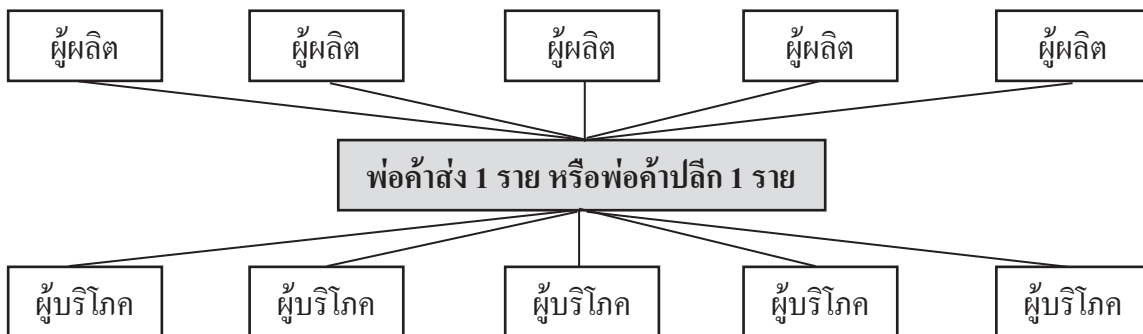 ผู้ผลิต ผู้ผลิต ผู้ผลิต ผู้ผลิต ผู้ผลิต
พ่อค้าส่ง 1 ราย หรือพ่อค้าปลีก 1 ราย
ผู้บริโภค ผู้บริโภค ผู้บริโภค ผู้บริโภค ผู้บริโภค